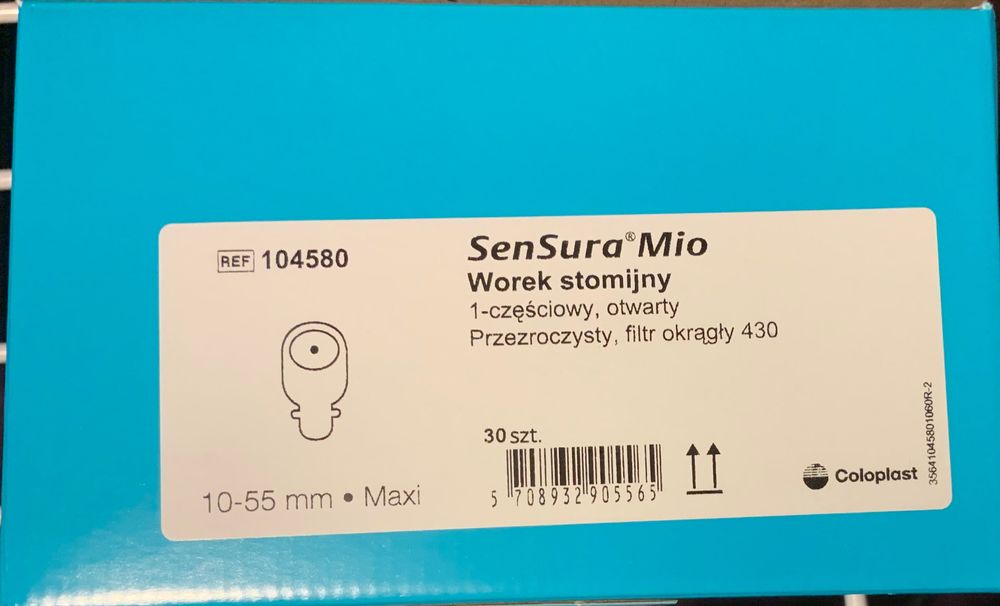 REF 104580
SenSura® Mio
Worek stomijny
1-częściowy, otwarty
Przezroczysty, filtr okrągły 430
10-55 mm • Maxi
30 szt.
5 708932 905565
Coloplast
35641045801060R-2